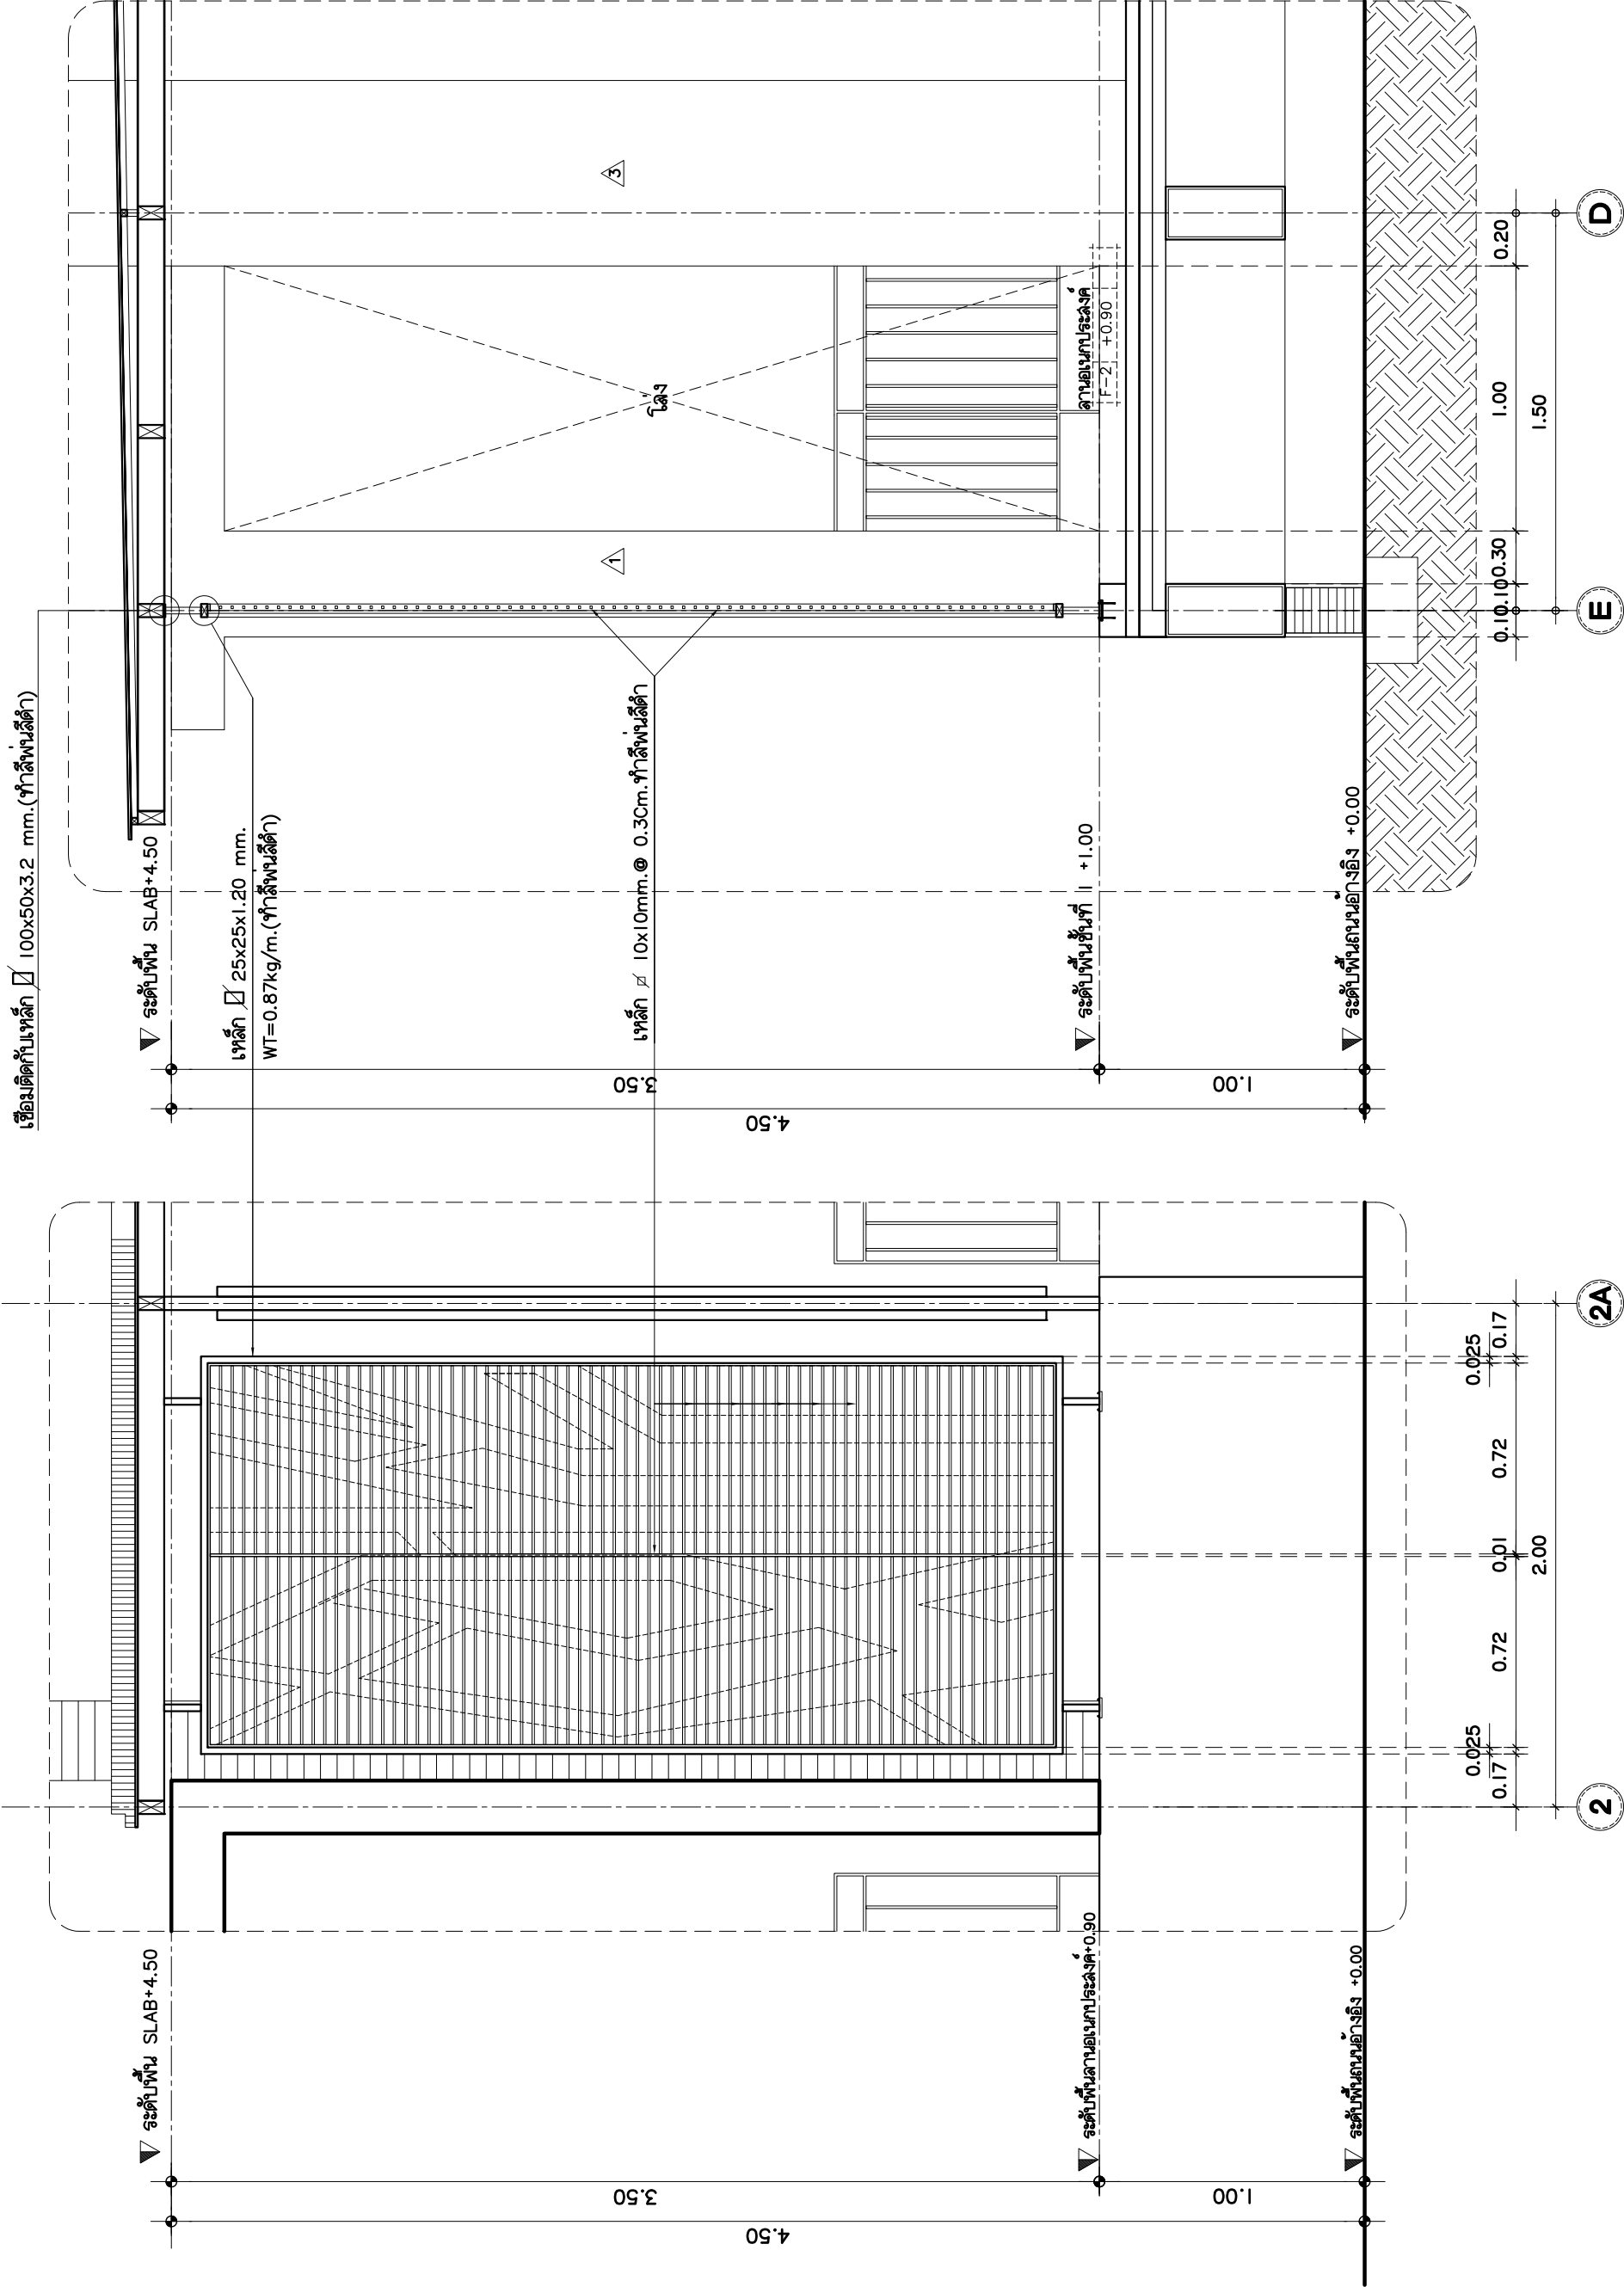 เชื่อมติดกับเหล็ก 100x50x3.2 mm.(ทำสีพ่นสีดำ)
ระดับพื้น SLAB+4.50
เหล็ก 25x25x1.20 mm.
WT=0.87kg/m.(ทำสีพ่นสีดำ)
เหล็ก 10x10mm.@ 0.3Cm.ทำสีพ่นสีดำ
ระดับพื้นชั้นที่ 1 +1.00
ระดับพื้นถนนอ้างอิง +0.00
3.50
1.00
4.50
โล่ง
1
3
ลานอเนกประสงค์
F-2 +0.90
0.10
0.10
0.30
1.00
0.20
1.50
E
D
ระดับพื้น SLAB+4.50
ระดับพื้นลานอเนกประสงค์+0.90
ระดับพื้นถนนอ้างอิง +0.00
3.50
1.00
4.50
0.025
0.025
0.17
0.72
0.01
0.72
0.17
2.00
2
2A